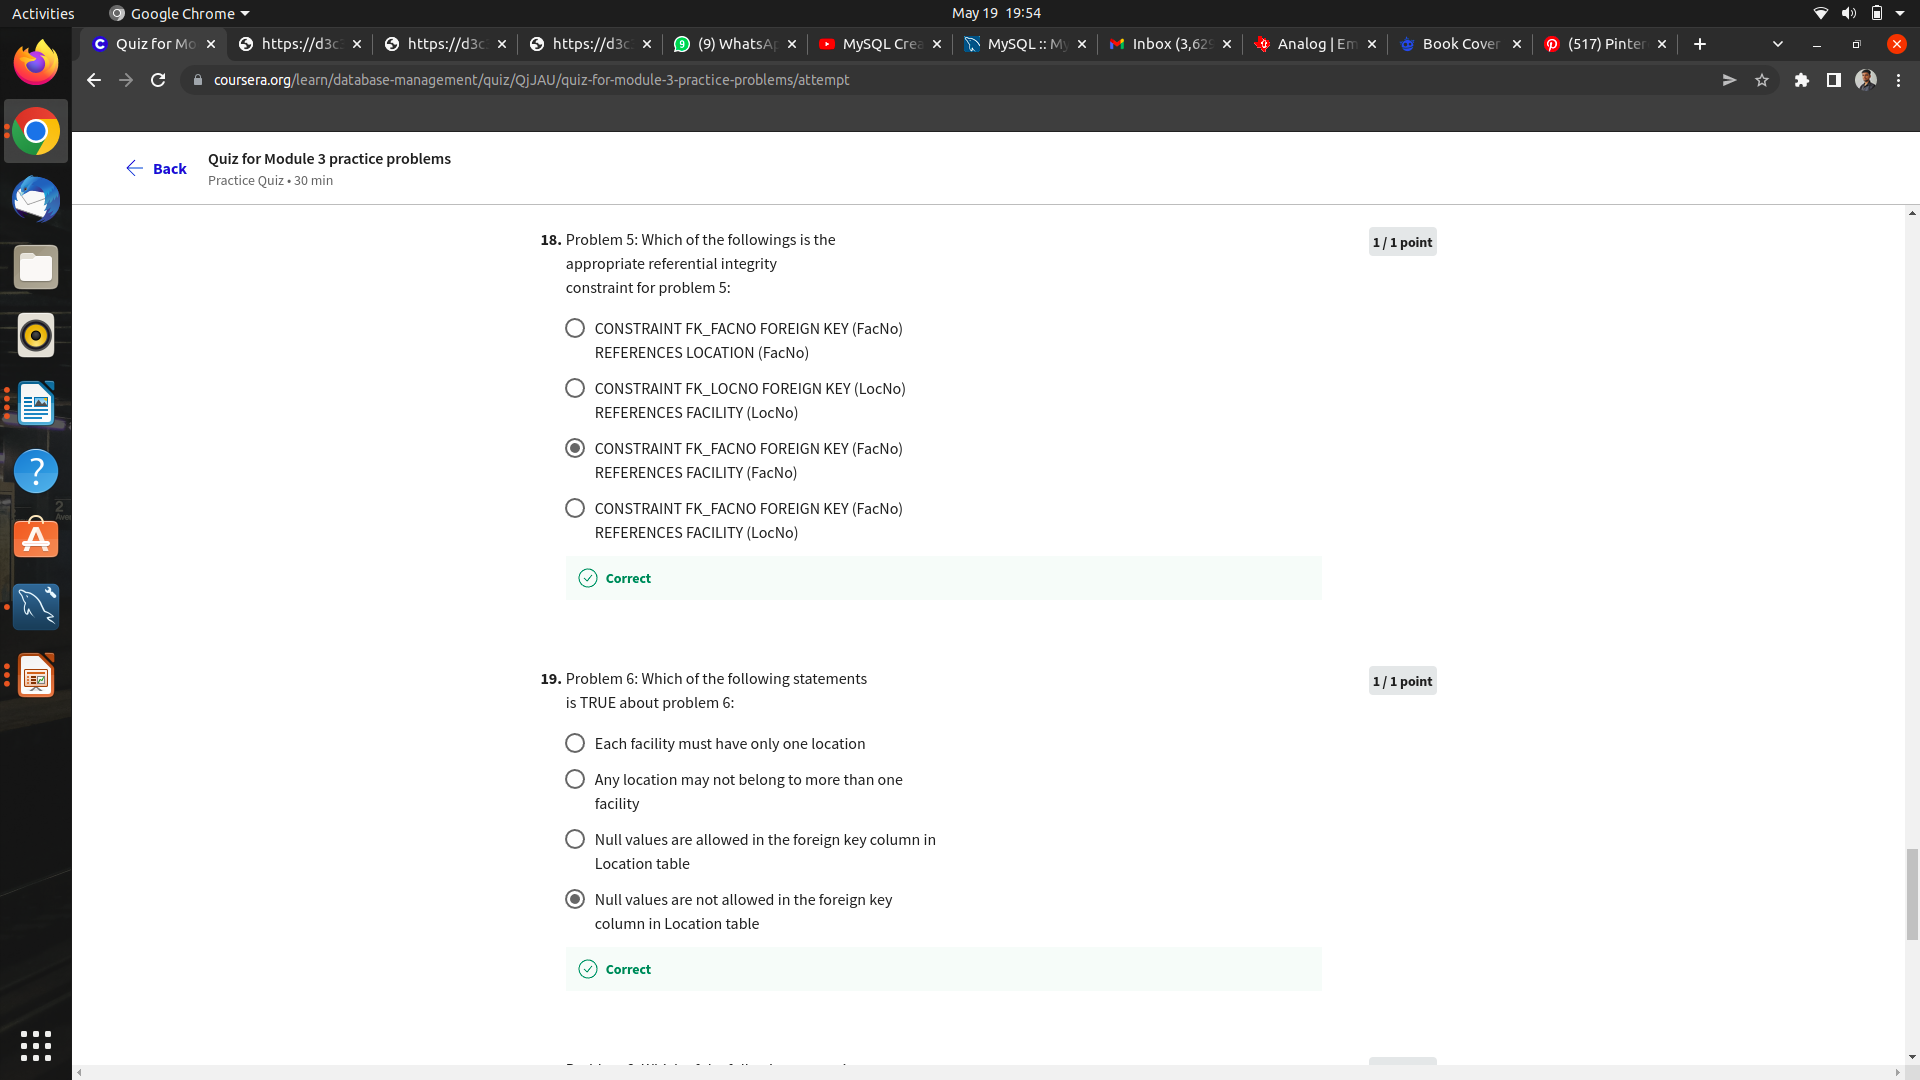 Activities
Google Chrome
May 19 19:54
Quiz for Mo
https://d3c
https://d3c
https://d3c
(9) WhatsA
MySQL Crea
MySQL :: My
Inbox (3,629
Analog | Em
Book Cover
(517) Pinter
coursera.org/learn/database-management/quiz/QjJAU/quiz-for-module-3-practice-problems/attempt
Back
Quiz for Module 3 practice problems
Practice Quiz • 30 min
18. Problem 5: Which of the followings is the
appropriate referential integrity
constraint for problem 5:
1 / 1 point
CONSTRAINT FK_FACNO FOREIGN KEY (FacNo)
REFERENCES LOCATION (FacNo)
CONSTRAINT FK_LOCNO FOREIGN KEY (LocNo)
REFERENCES FACILITY (LocNo)
CONSTRAINT FK_FACNO FOREIGN KEY (FacNo)
REFERENCES FACILITY (FacNo)
CONSTRAINT FK_FACNO FOREIGN KEY (FacNo)
REFERENCES FACILITY (LocNo)
Correct
19. Problem 6: Which of the following statements
is TRUE about problem 6:
1 / 1 point
Each facility must have only one location
Any location may not belong to more than one
facility
Null values are allowed in the foreign key column in
Location table
Null values are not allowed in the foreign key
column in Location table
Correct